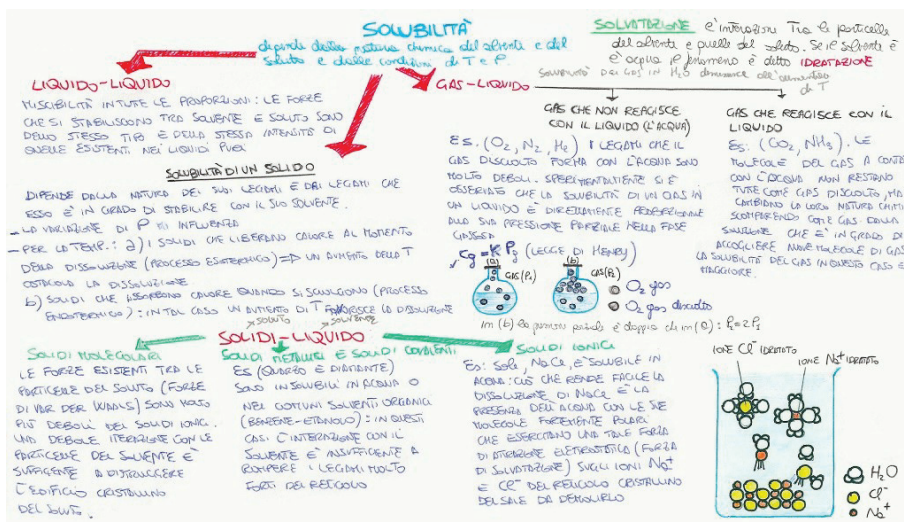 SOLUBILITÀ
dipende dalla natura chimica del solvente e del
soluto e dalle condizioni di T e P.
SOLVATAZIONE è interazioni tra le particelle
del solvente e quelle del soluto. Se il solvente è
è acqua il fenomeno è detto IDRATAZIONE
LIQUIDO-LIQUIDO
MISCIBILITÀ IN TUTTE LE PROPORZIONI: LE FORZE
CHE SI STABILISCONO TRA SOLVENTE E SOLUTO SONO
DELLO STESSO TIPO E DELLA STESSA INTENSITÀ DI
QUELLE ESISTENTI NEI LIQUIDI PURI
GAS-LIQUIDO
SOLUBILITÀ DEI GAS IN H2O diminuisce all'aumentare
di T
GAS CHE NON REAGISCE
CON IL LIQUIDO (L'ACQUA)
ES. (O2, N2, He) I LEGAMI CHE IL
GAS DISCIOLTO FORMA CON L'ACQUA SONO
MOLTO DEBOLI. SPERIMENTALMENTE SI È
OSSERVATO CHE LA SOLUBILITÀ DI UN GAS IN
UN LIQUIDO È DIRETTAMENTE PROPORZIONALE
ALLA SUA PRESSIONE PARZIALE NELLA FASE
GASSOSA
Cg = K Pg (LEGGE DI HENRY)
(a)
(b)
GAS (P1)
GAS (P2)
O2 gas
O2 gas disciolto
in (b) la pressione parziale è doppia che in (a): P2=2P1
GAS CHE REAGISCE CON IL
LIQUIDO
ES: (CO2, NH3). LE
MOLECOLE DEL GAS A CONTA
CON L'ACQUA NON RESTANO
TUTTE COME GAS DISCIOLTO, MA
CAMBIANO LA LORO NATURA CHIMI
SCOMPARENDO COME GAS DALLA
SOLUZIONE CHE E' IN GRADO DI
ACCOGLIERE NUOVE MOLECOLE DI GAS
LA SOLUBILITÀ DEL GAS IN QUESTO CASO E'
MAGGIORE.
SOLUBILITÀ DI UN SOLIDO
DIPENDE DALLA NATURA DEI SUOI LEGAMI E DAI LEGAMI CHE
ESSO E' IN GRADO DI STABILIRE CON IL SUO SOLVENTE.
- LA VARIAZIONE DI P INFLUENZA
- PER LA TEMP.: a) I SOLIDI CHE LIBERANO CALORE AL MOMENTO
DELLA DISSOLUZIONE (PROCESSO ESOTERMICO) => UN AUMENTO DELLA T
OSTACOLA LA DISSOLUZIONE
b) SOLIDI CHE ASSORBONO CALORE QUANDO SI SCIOLGONO (PROCESSO
ENDOTERMICO): IN TAL CASO UN AUMENTO DI T FAVORISCE LA DISSOLUZIONE
SOLUTO
SOLVENTE
SOLIDI-LIQUIDO
SOLIDI MOLECOLARI
LE FORZE ESISTENTI TRA LE
PARTICELLE DEL SOLUTO (FORZE
DI VAN DER WAALS) SONO MOLTO
PIÙ DEBOLI DEI SOLIDI IONICI.
UNA DEBOLE ITERAZIONE CON LE
PARTICELLE DEL SOLVENTE È
SUFFICIENTE A DISTRUGGERE
L'EDIFICIO CRISTALLINO
DEL SOLUTO.
SOLIDI METALLICI E SOLIDI COVALENTI
ES (QUARZO E DIAMANTE)
SONO INSOLUBILI IN ACQUA O
NEI COMUNI SOLVENTI ORGANICI
(BENZENE-ETANOLO): IN QUESTI
CASI L'INTERAZIONE CON IL
SOLVENTE E' INSUFFICIENTE A
ROMPERE I LEGAMI MOLTO
FORTI DEL RETICOLO
SOLIDI IONICI
ES: Sale, NaCl, E' SOLUBILE IN
ACQUA: CIÒ CHE RENDE FACILE LA
DISSOLUZIONE DI NaCl È LA
PRESENZA DELL'ACQUA CON LE SUE
MOLECOLE FORTEMENTE POLARI
CHE ESERCITANO UNA TALE FORZA
DI ATTRAZIONE ELETTROSTATICA (FORZA
DI SOLVATAZIONE) SUGLI IONI Na+
E Cl- DEL RETICOLO CRISTALLINO
DEL SALE DA DEMOLIRLO
IONE Cl- IDRATATO
IONE Na+ IDRATATO
H2O
Cl-
Na+